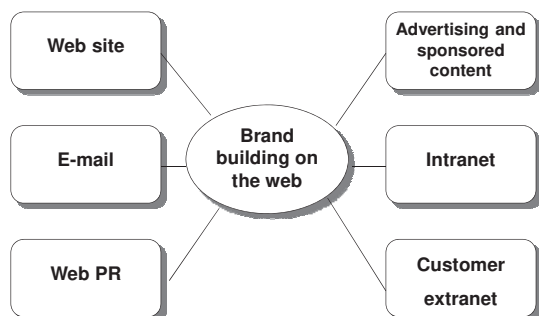 Web site
Advertising and
sponsored
content
E-mail
Brand
building on
the web
Intranet
Web PR
Customer
extranet